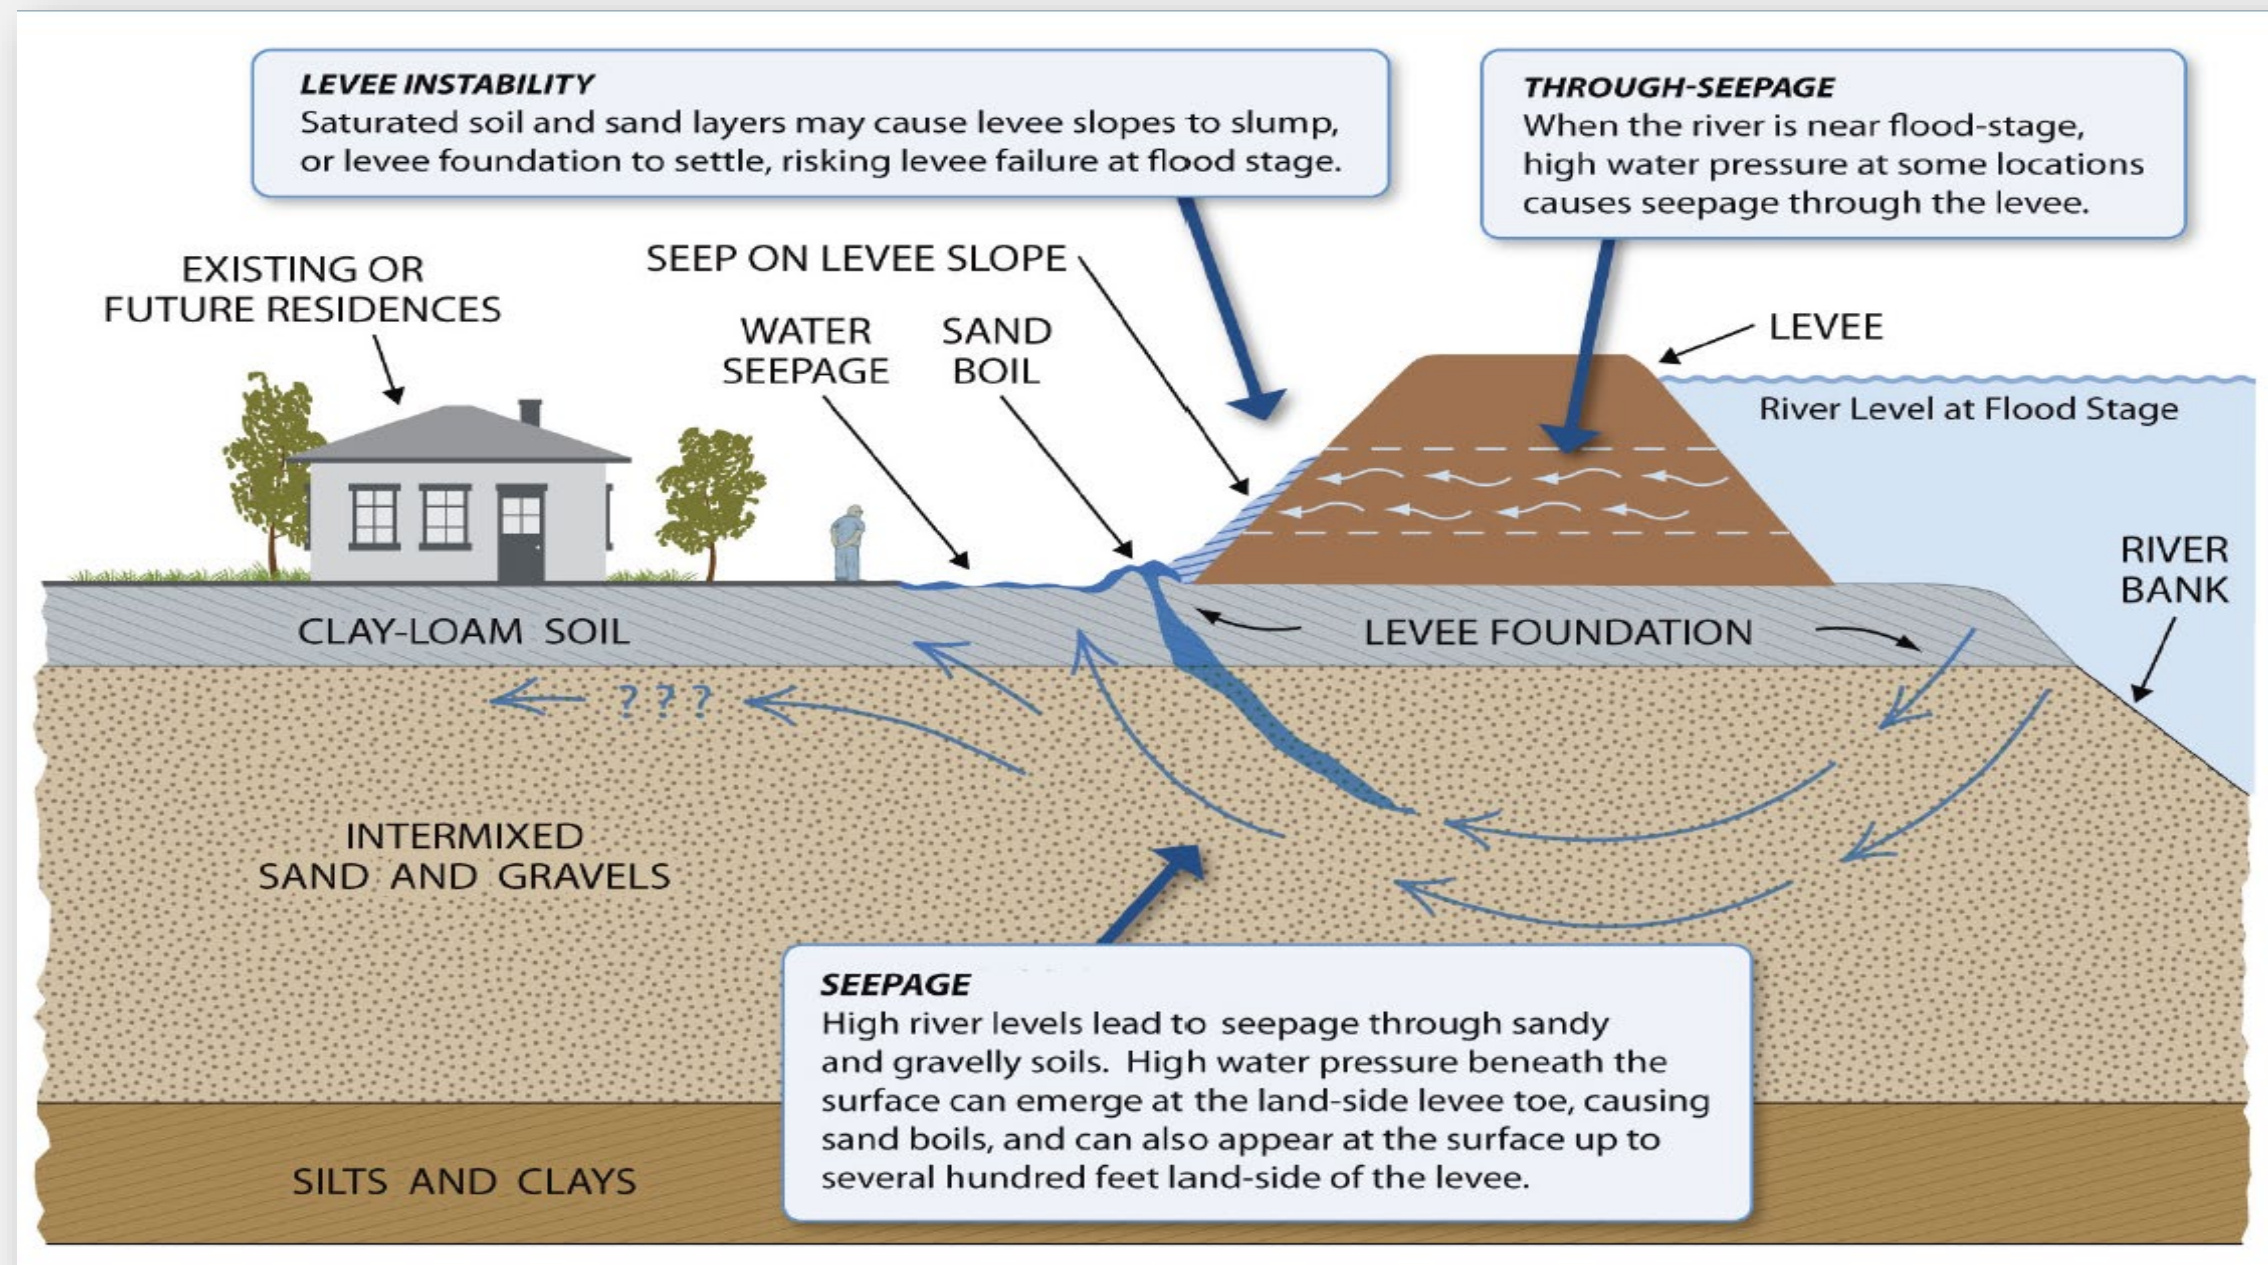 LEVEE INSTABILITY
Saturated soil and sand layers may cause levee slopes to slump,
or levee foundation to settle, risking levee failure at flood stage.
THROUGH-SEEPAGE
When the river is near flood-stage,
high water pressure at some locations
causes seepage through the levee.
EXISTING OR
FUTURE RESIDENCES
SEEP ON LEVEE SLOPE
WATER
SEEPAGE
SAND
BOIL
LEVEE
River Level at Flood Stage
RIVER
BANK
CLAY-LOAM SOIL
LEVEE FOUNDATION
???
INTERMIXED
SAND AND GRAVELS
SEEPAGE
High river levels lead to seepage through sandy
and gravelly soils. High water pressure beneath the
surface can emerge at the land-side levee toe, causing
sand boils, and can also appear at the surface up to
several hundred feet land-side of the levee.
SILTS AND CLAYS